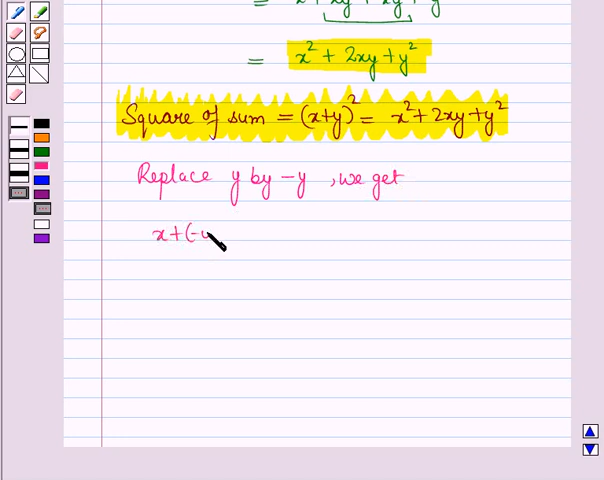 = x² + 2xy + y²
Square of sum = (x+y)² = x² + 2xy + y²
Replace y by -y , we get
x+(-